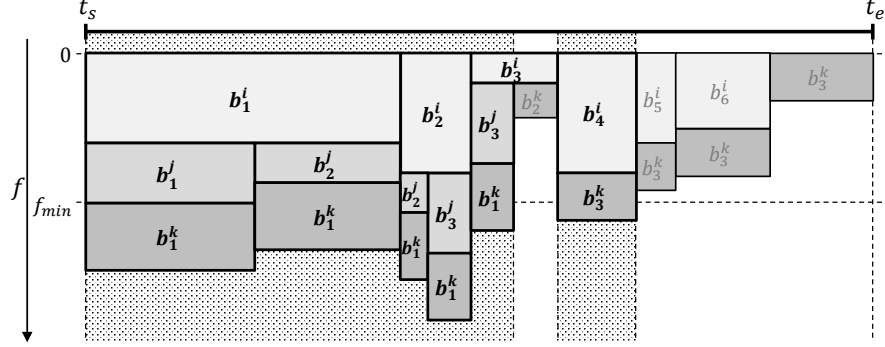 t_s t_e
0
b_1^i b_2^i b_3^i b_4^i b_5^i b_6^i b_3^k
b_3^j b_2^k
b_1^j b_2^j b_3^k b_3^k
f f_min b_2^j b_3^j b_1^k b_3^k
b_1^k b_1^k b_1^k
b_1^k